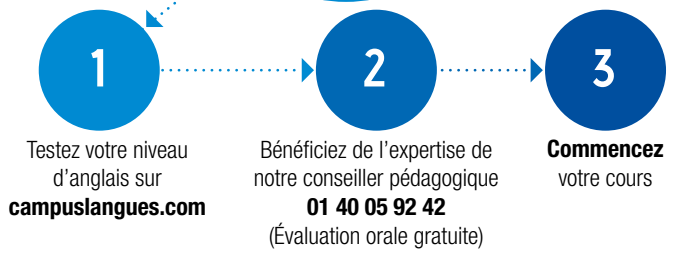 1
Testez votre niveau
d'anglais sur
campuslangues.com
2
Bénéficiez de l'expertise de
notre conseiller pédagogique
01 40 05 92 42
(Évaluation orale gratuite)
3
Commencez
votre cours